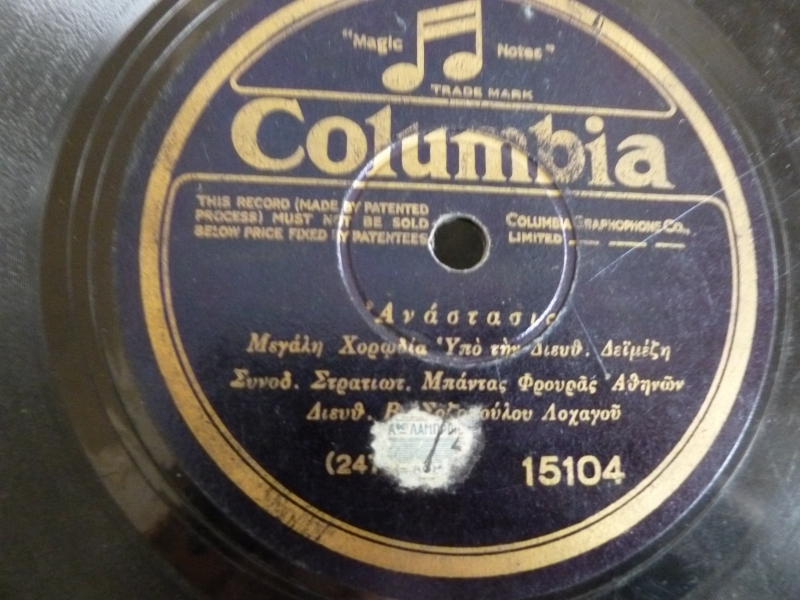 "Magic Notes"
TRADE MARK
Columbia
THIS RECORD (MADE BY PATENTED
PROCESS) MUST NOT BE SOLD
BELOW PRICE FIXED BY PATENTEES
COLUMBIA GRAPHOPHONE CO.,
LIMITED
Ἀνάστασις
Μεγάλη Χορῳδία Ὑπὸ τὴν Διευθ. Δεϊμέζη
Συνοδ. Στρατιωτ. Μπάντας Φρουρᾶς Ἀθηνῶν
Διευθ. Λοχαγοῦ
15104